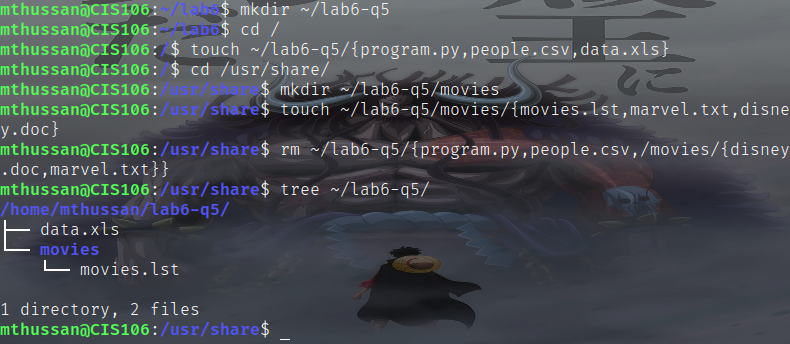 mthussan@CIS106:~/lab6$ mkdir ~/lab6-q5
mthussan@CIS106:~/lab6$ cd /
mthussan@CIS106:/$ touch ~/lab6-q5/{program.py,people.csv,data.xls}
mthussan@CIS106:/$ cd /usr/share/
mthussan@CIS106:/usr/share$ mkdir ~/lab6-q5/movies
mthussan@CIS106:/usr/share$ touch ~/lab6-q5/movies/{movies.lst,marvel.txt,disne
y.doc}
mthussan@CIS106:/usr/share$ rm ~/lab6-q5/{program.py,people.csv,/movies/{disney
.doc,marvel.txt}}
mthussan@CIS106:/usr/share$ tree ~/lab6-q5/
/home/mthussan/lab6-q5/
├── data.xls
└── movies
    └── movies.lst
1 directory, 2 files
mthussan@CIS106:/usr/share$ _